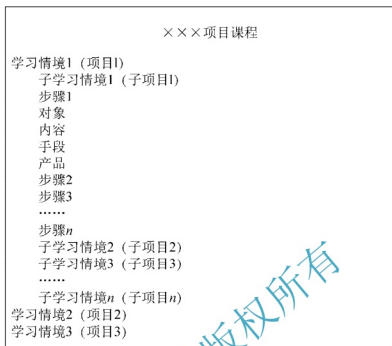 ×××项目课程
学习情境1（项目1）
子学习情境1（子项目1）
步骤1
对象
内容
手段
产品
步骤2
步骤3
……
步骤n
子学习情境2（子项目2）
子学习情境3（子项目3）
……
子学习情境n（子项目n）
学习情境2（项目2）
学习情境3（项目3）
版权所有